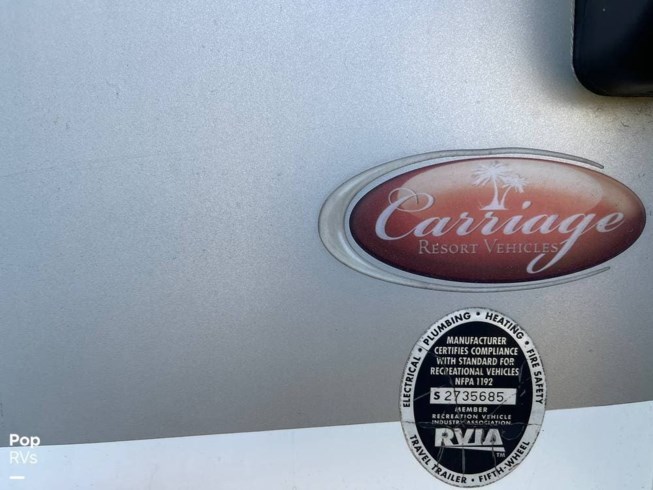 Carriage
RESORT VEHICLES
ELECTRICAL • PLUMBING • HEATING • FIRE SAFETY
MANUFACTURER
CERTIFIES COMPLIANCE
WITH STANDARD FOR
RECREATIONAL VEHICLES
NFPA 1192
S 2735685
MEMBER
RECREATION VEHICLE
INDUSTRY ASSOCIATION
RVIA™
TRAVEL TRAILER • FIFTH-WHEEL
Pop
RVs